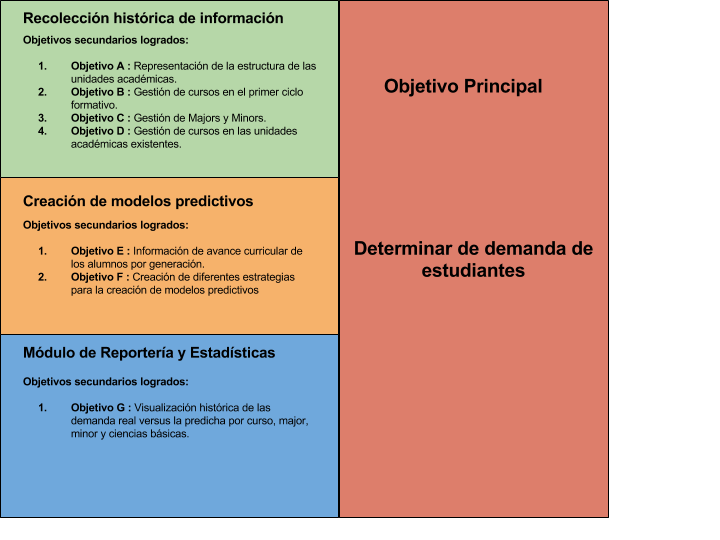 Recolección histórica de información
Objetivos secundarios logrados:
1. Objetivo A : Representación de la estructura de las
unidades académicas.
2. Objetivo B : Gestión de cursos en el primer ciclo
formativo.
3. Objetivo C : Gestión de Majors y Minors.
4. Objetivo D : Gestión de cursos en las unidades
académicas existentes.
Creación de modelos predictivos
Objetivos secundarios logrados:
1. Objetivo E : Información de avance curricular de
los alumnos por generación.
2. Objetivo F : Creación de diferentes estrategias
para la creación de modelos predictivos
Módulo de Reportería y Estadísticas
Objetivos secundarios logrados:
1. Objetivo G : Visualización histórica de las
demanda real versus la predicha por curso, major,
minor y ciencias básicas.
Objetivo Principal
Determinar de demanda de
estudiantes